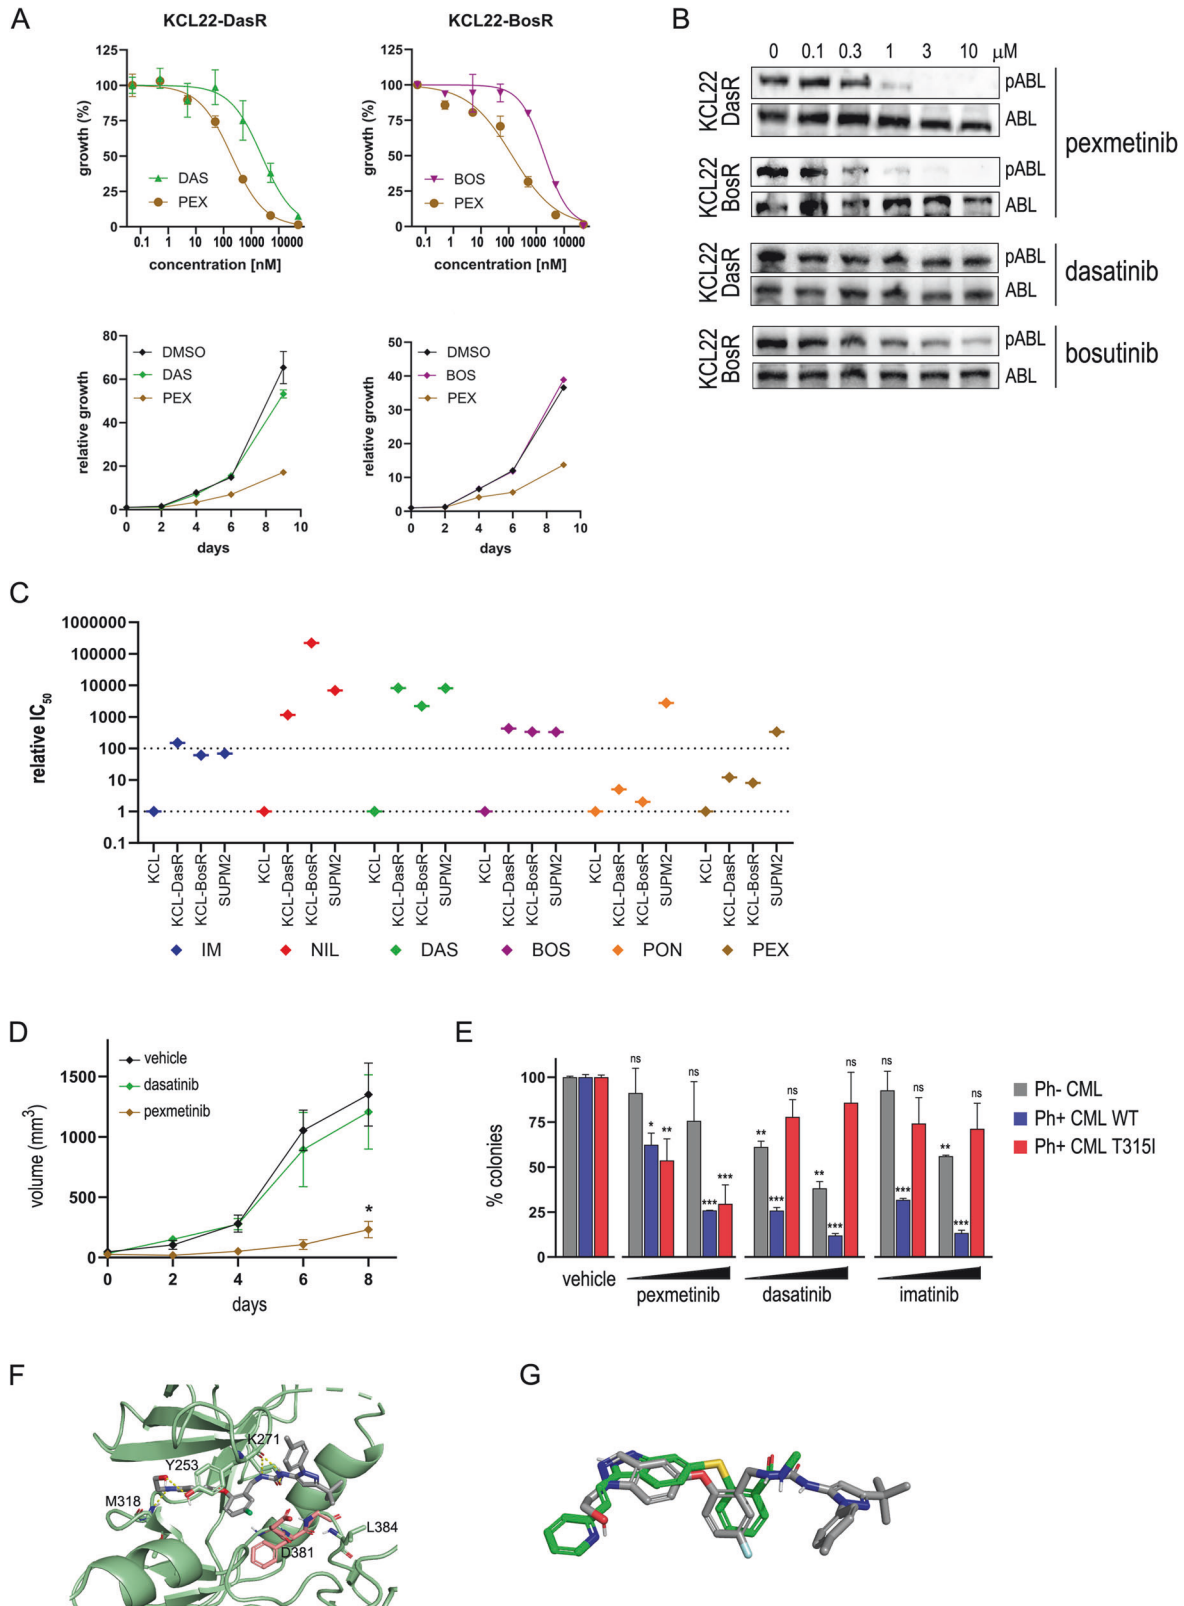 A
KCL22-DasR
KCL22-BosR
125
100
75
50
25
0
growth (%)
DAS
PEX
0.1 1 10 100 1000 10000
concentration [nM]
125
100
75
50
25
0
growth (%)
BOS
PEX
0.1 1 10 100 1000 10000
concentration [nM]
80
60
40
20
0
relative growth
DMSO
DAS
PEX
0 2 4 6 8 10
days
50
40
30
20
10
0
relative growth
DMSO
BOS
PEX
0 2 4 6 8 10
days
B
0 0.1 0.3 1 3 10 µM
KCL22
DasR
pABL
ABL
KCL22
BosR
pABL
ABL
pexmetinib
KCL22
DasR
pABL
ABL
dasatinib
KCL22
BosR
pABL
ABL
bosutinib
C
1000000
100000
10000
1000
100
10
1
0.1
relative IC50
KCL KCL-DasR KCL-BosR SUPM2 KCL KCL-DasR KCL-BosR SUPM2 KCL KCL-DasR KCL-BosR SUPM2 KCL KCL-DasR KCL-BosR SUPM2 KCL KCL-DasR KCL-BosR SUPM2 KCL KCL-DasR KCL-BosR SUPM2
IM NIL DAS BOS PON PEX
D
vehicle
dasatinib
pexmetinib
1500
1000
500
0
volume (mm3)
*
0 2 4 6 8
days
E
100
75
50
25
0
% colonies
ns * ** ns *** *** ** *** ns ** *** ns ns *** ns ** *** ns
vehicle pexmetinib dasatinib imatinib
Ph- CML
Ph+ CML WT
Ph+ CML T315I
F
K271
Y253
M318
L384
D381
G